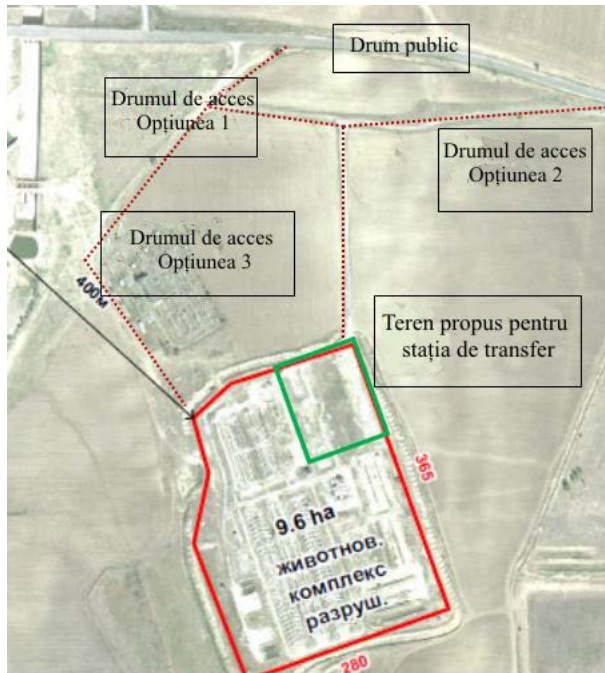 Drum public
Drumul de acces
Opțiunea 1
Drumul de acces
Opțiunea 2
Drumul de acces
Opțiunea 3
400м
Teren propus pentru
stația de transfer
365
9.6 ha
животнов.
комплекс
разруш.
280